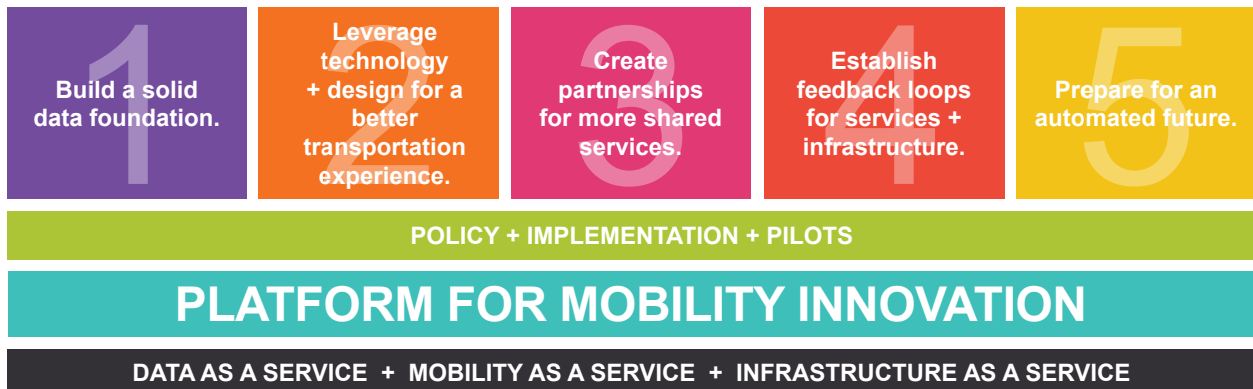 1
Build a solid
data foundation.
2
Leverage
technology
+ design for a
better
transportation
experience.
3
Create
partnerships
for more shared
services.
4
Establish
feedback loops
for services +
infrastructure.
5
Prepare for an
automated future.
POLICY + IMPLEMENTATION + PILOTS
PLATFORM FOR MOBILITY INNOVATION
DATA AS A SERVICE + MOBILITY AS A SERVICE + INFRASTRUCTURE AS A SERVICE